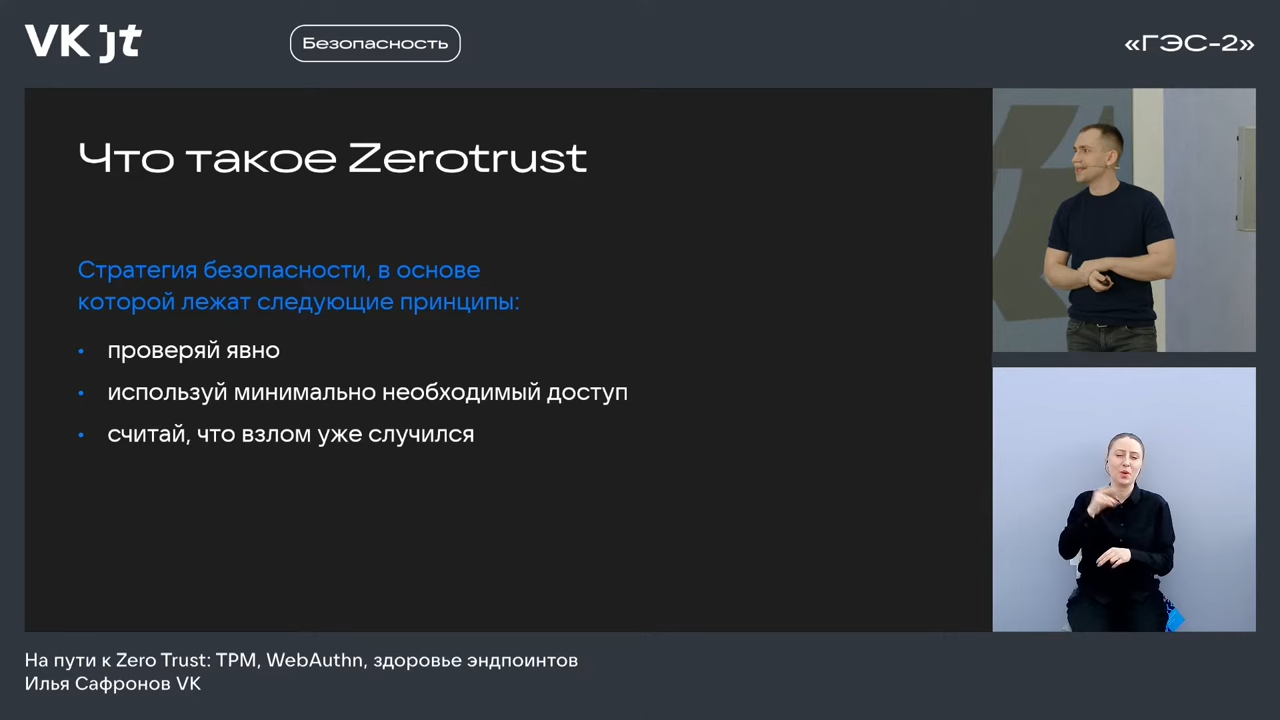 VK jt
Безопасность
«ГЭС-2»
Что такое Zerotrust
Стратегия безопасности, в основе
которой лежат следующие принципы:
• проверяй явно
• используй минимально необходимый доступ
• считай, что взлом уже случился
На пути к Zero Trust: TPM, WebAuthn, здоровье эндпоинтов
Илья Сафронов VK